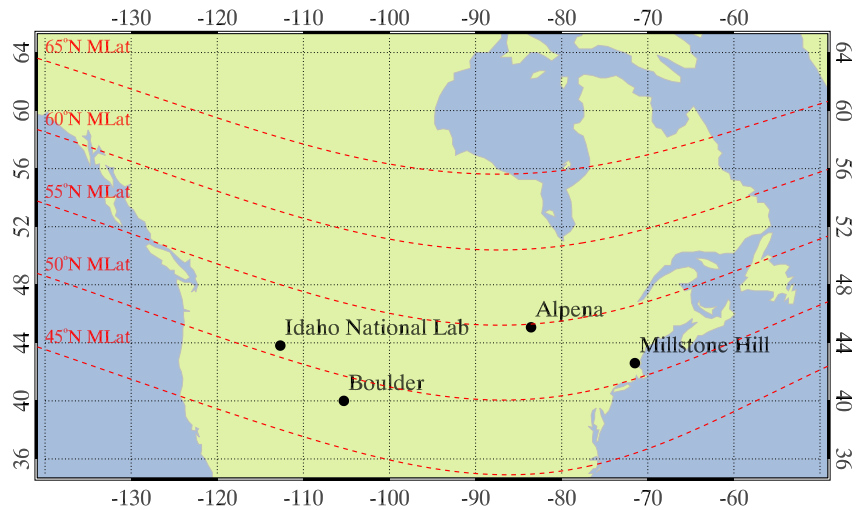 -130 -120 -110 -100 -90 -80 -70 -60
64 64
65°N MLat
60 60
60°N MLat
56 56
55°N MLat
52 52
50°N MLat
48 48
Alpena
Idaho National Lab
45°N MLat
44 44
Millstone Hill
Boulder
40 40
36 36
-130 -120 -110 -100 -90 -80 -70 -60